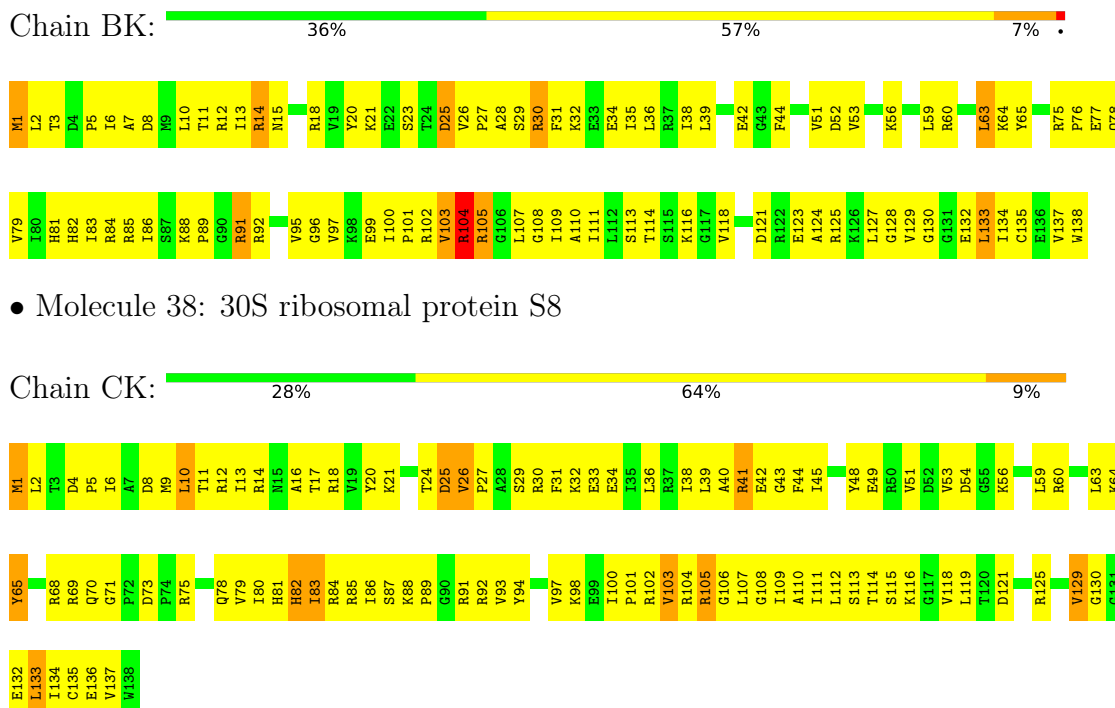 Chain BK:
36% 57% 7% •
M1 L2 T3 D4 P5 I6 A7 D8 M9 L10 T11 R12 I13 R14 N15 R18 V19 Y20 K21 E22 S23 T24 D25 V26 P27 A28 S29 R30 F31 K32 E33 E34 I35 L36 R37 I38 L39 E42 G43 F44 V51 D52 V53 K56 L59 R60 L63 K64 Y65 R75 P76 E77
V79 I80 H81 H82 I83 R84 R85 I86 S87 K88 P89 G90 R91 R92 V95 G96 V97 K98 E99 I100 P101 R102 V103 R104 R105 G106 L107 G108 I109 A110 I111 L112 S113 T114 S115 K116 G117 V118 D121 R122 E123 A124 R125 K126 L127 G128 V129 G130 G131 E132 L133 I134 C135 E136 V137 W138
• Molecule 38: 30S ribosomal protein S8
Chain CK:
28% 64% 9%
M1 L2 T3 D4 P5 I6 A7 D8 M9 L10 T11 R12 I13 R14 N15 A16 T17 R18 V19 Y20 K21 T24 D25 V26 P27 A28 S29 R30 F31 K32 E33 E34 I35 L36 R37 I38 L39 A40 R41 E42 G43 F44 I45 Y48 E49 R50 V51 D52 V53 D54 G55 K56 L59 R60 L63 K64
Y65 R68 R69 Q70 G71 P72 D73 P74 R75 Q78 V79 I80 H81 H82 I83 R84 R85 I86 S87 K88 P89 G90 R91 R92 V93 Y94 V97 K98 E99 I100 P101 R102 V103 R104 R105 G106 L107 G108 I109 A110 I111 L112 S113 T114 S115 K116 G117 V118 L119 T120 D121 R125 V129 G130 G131
E132 L133 I134 C135 E136 V137 W138